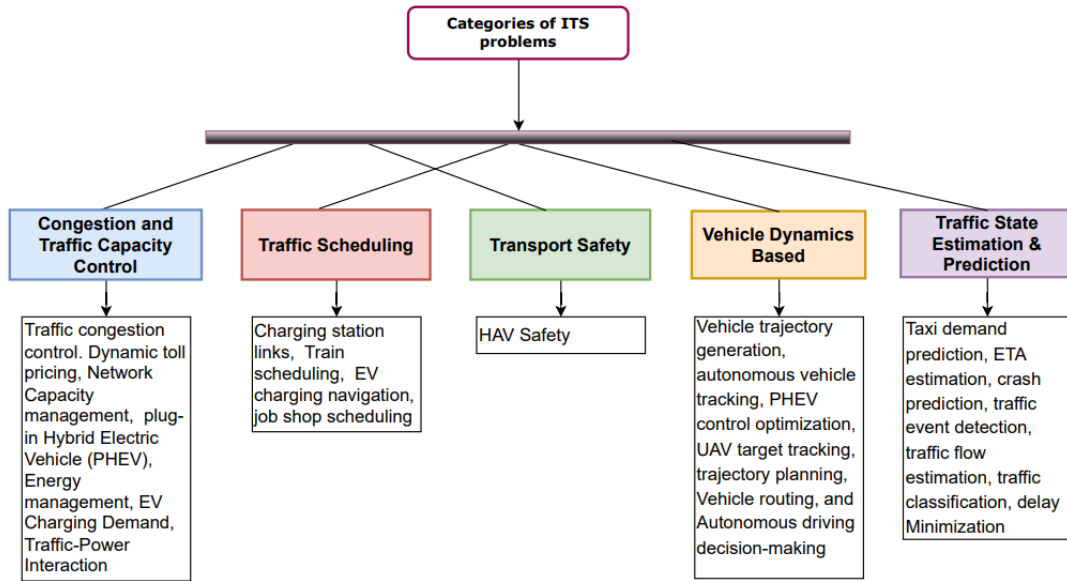 Categories of ITS
problems
Congestion and
Traffic Capacity
Control
Traffic Scheduling
Transport Safety
Vehicle Dynamics
Based
Traffic State
Estimation &
Prediction
Traffic congestion
control. Dynamic toll
pricing, Network
Capacity
management, plug-
in Hybrid Electric
Vehicle (PHEV),
Energy
management, EV
Charging Demand,
Traffic-Power
Interaction
Charging station
links, Train
scheduling, EV
charging navigation,
job shop scheduling
HAV Safety
Vehicle trajectory
generation,
autonomous vehicle
tracking, PHEV
control optimization,
UAV target tracking,
trajectory planning,
Vehicle routing, and
Autonomous driving
decision-making
Taxi demand
prediction, ETA
estimation, crash
prediction, traffic
event detection,
traffic flow
estimation, traffic
classification, delay
Minimization